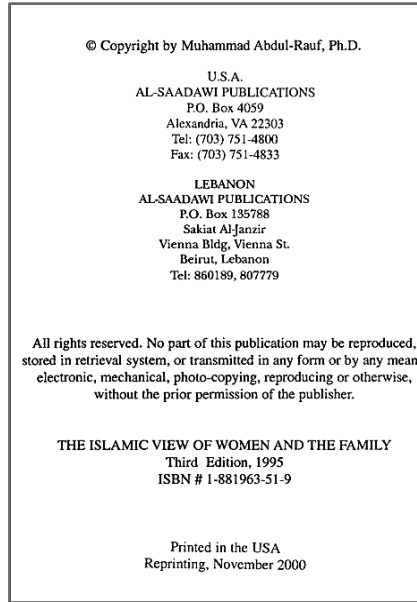 © Copyright by Muhammad Abdul-Rauf, Ph.D.
U.S.A.
AL-SAADAWI PUBLICATIONS
P.O. Box 4059
Alexandria, VA 22303
Tel: (703) 751-4800
Fax: (703) 751-4833
LEBANON
AL-SAADAWI PUBLICATIONS
P.O. Box 135788
Sakiat Al-Janzir
Vienna Bldg, Vienna St.
Beirut, Lebanon
Tel: 860189, 807779
All rights reserved. No part of this publication may be reproduced,
stored in retrieval system, or transmitted in any form or by any mean
electronic, mechanical, photo-copying, reproducing or otherwise,
without the prior permission of the publisher.
THE ISLAMIC VIEW OF WOMEN AND THE FAMILY
Third Edition, 1995
ISBN # 1-881963-51-9
Printed in the USA
Reprinting, November 2000